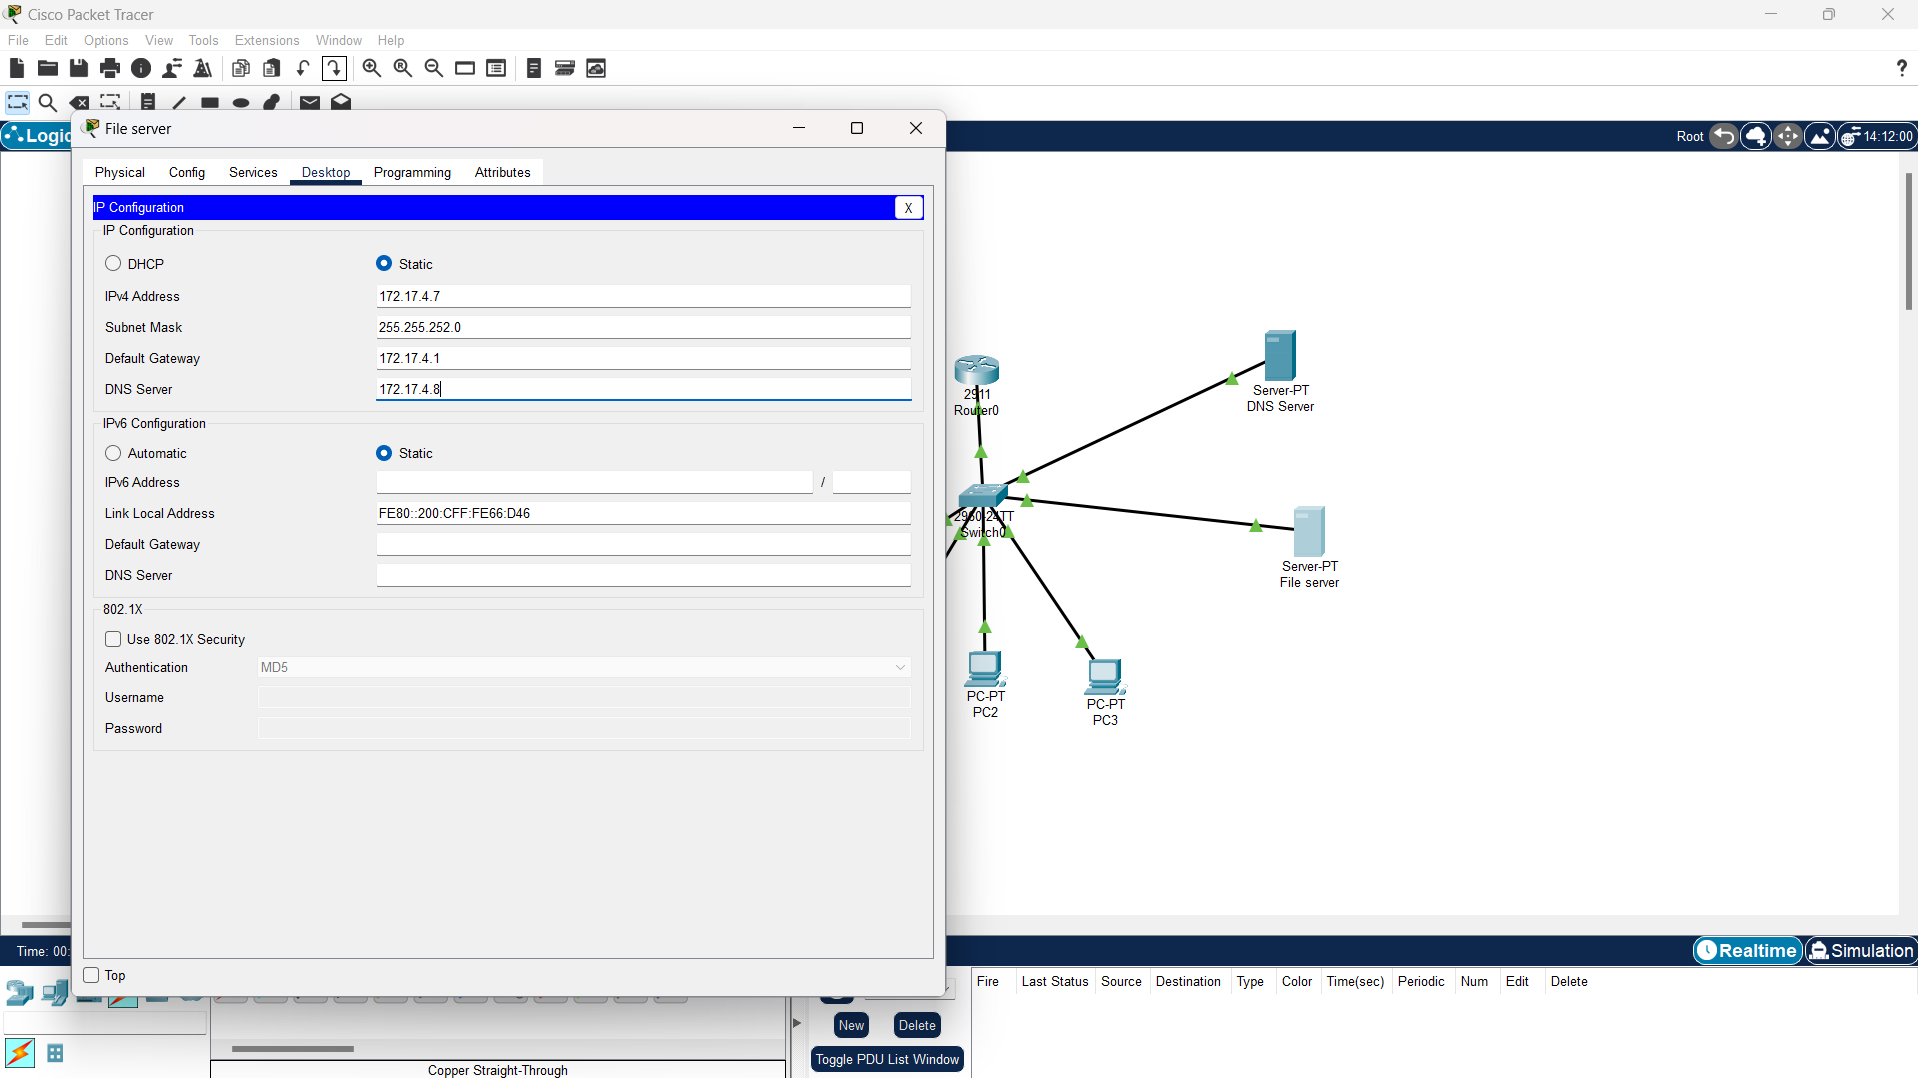 Cisco Packet Tracer
File Edit Options View Tools Extensions Window Help
Logic
Root 14:12:00
File server
Physical Config Services Desktop Programming Attributes
IP Configuration X
IP Configuration
DHCP Static
IPv4 Address 172.17.4.7
Subnet Mask 255.255.252.0
Default Gateway 172.17.4.1
DNS Server 172.17.4.8
IPv6 Configuration
Automatic Static
IPv6 Address /
Link Local Address FE80::200:CFF:FE66:D46
Default Gateway
DNS Server
802.1X
Use 802.1X Security
Authentication MD5
Username
Password
Top
2911
Router0
Server-PT
DNS Server
2960-24TT
Switch0
Server-PT
File server
PC-PT
PC2
PC-PT
PC3
Time: 00:
Realtime Simulation
Fire Last Status Source Destination Type Color Time(sec) Periodic Num Edit Delete
New Delete
Toggle PDU List Window
Copper Straight-Through